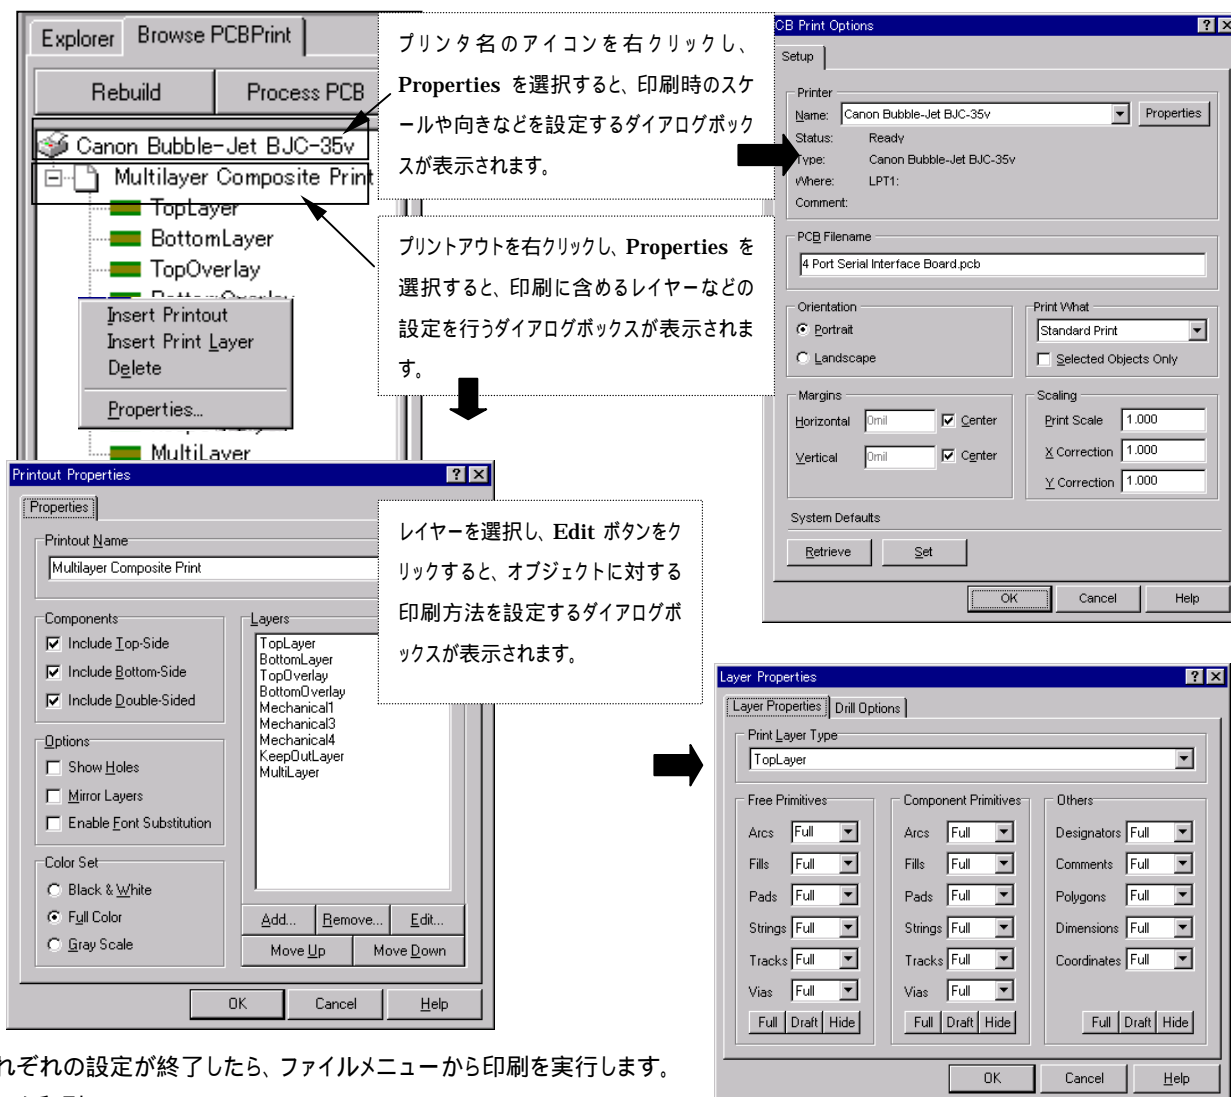 Explorer
Browse PCBPrint
Rebuild
Process PCB
Canon Bubble-Jet BJC-35v
Multilayer Composite Print
TopLayer
BottomLayer
TopOverlay
Insert Printout
Insert Print Layer
Delete
Properties...
MultiLayer
プリンタ名のアイコンを右クリックし、
Properties を選択すると、印刷時のスケ
ールや向きなどを設定するダイアログボック
スが表示されます。
プリントアウトを右クリックし、Properties を
選択すると、印刷に含めるレイヤーなどの
設定を行うダイアログボックスが表示されま
す。
CB Print Options
Setup
Printer
Name: Canon Bubble-Jet BJC-35v
Properties
Status: Ready
Type: Canon Bubble-Jet BJC-35v
Where: LPT1:
Comment:
PCB Filename
4 Port Serial Interface Board.pcb
Orientation
Portrait
Landscape
Print What
Standard Print
Selected Objects Only
Margins
Horizontal 0mil Center
Vertical 0mil Center
Scaling
Print Scale 1.000
X Correction 1.000
Y Correction 1.000
System Defaults
Retrieve Set
OK Cancel Help
Printout Properties
Properties
Printout Name
Multilayer Composite Print
Components
Include Top-Side
Include Bottom-Side
Include Double-Sided
Options
Show Holes
Mirror Layers
Enable Font Substitution
Color Set
Black & White
Full Color
Gray Scale
Layers
TopLayer
BottomLayer
TopOverlay
BottomOverlay
Mechanical1
Mechanical3
Mechanical4
KeepOutLayer
MultiLayer
Add... Remove... Edit...
Move Up Move Down
OK Cancel Help
レイヤーを選択し、Edit ボタンをク
リックすると、オブジェクトに対する
印刷方法を設定するダイアログボ
ックスが表示されます。
Layer Properties
Layer Properties Drill Options
Print Layer Type
TopLayer
Free Primitives
Arcs Full
Fills Full
Pads Full
Strings Full
Tracks Full
Vias Full
Full Draft Hide
Component Primitives
Arcs Full
Fills Full
Pads Full
Strings Full
Tracks Full
Vias Full
Full Draft Hide
Others
Designators Full
Comments Full
Polygons Full
Dimensions Full
Coordinates Full
Full Draft Hide
OK Cancel Help
れぞれの設定が終了したら、ファイルメニューから印刷を実行します。